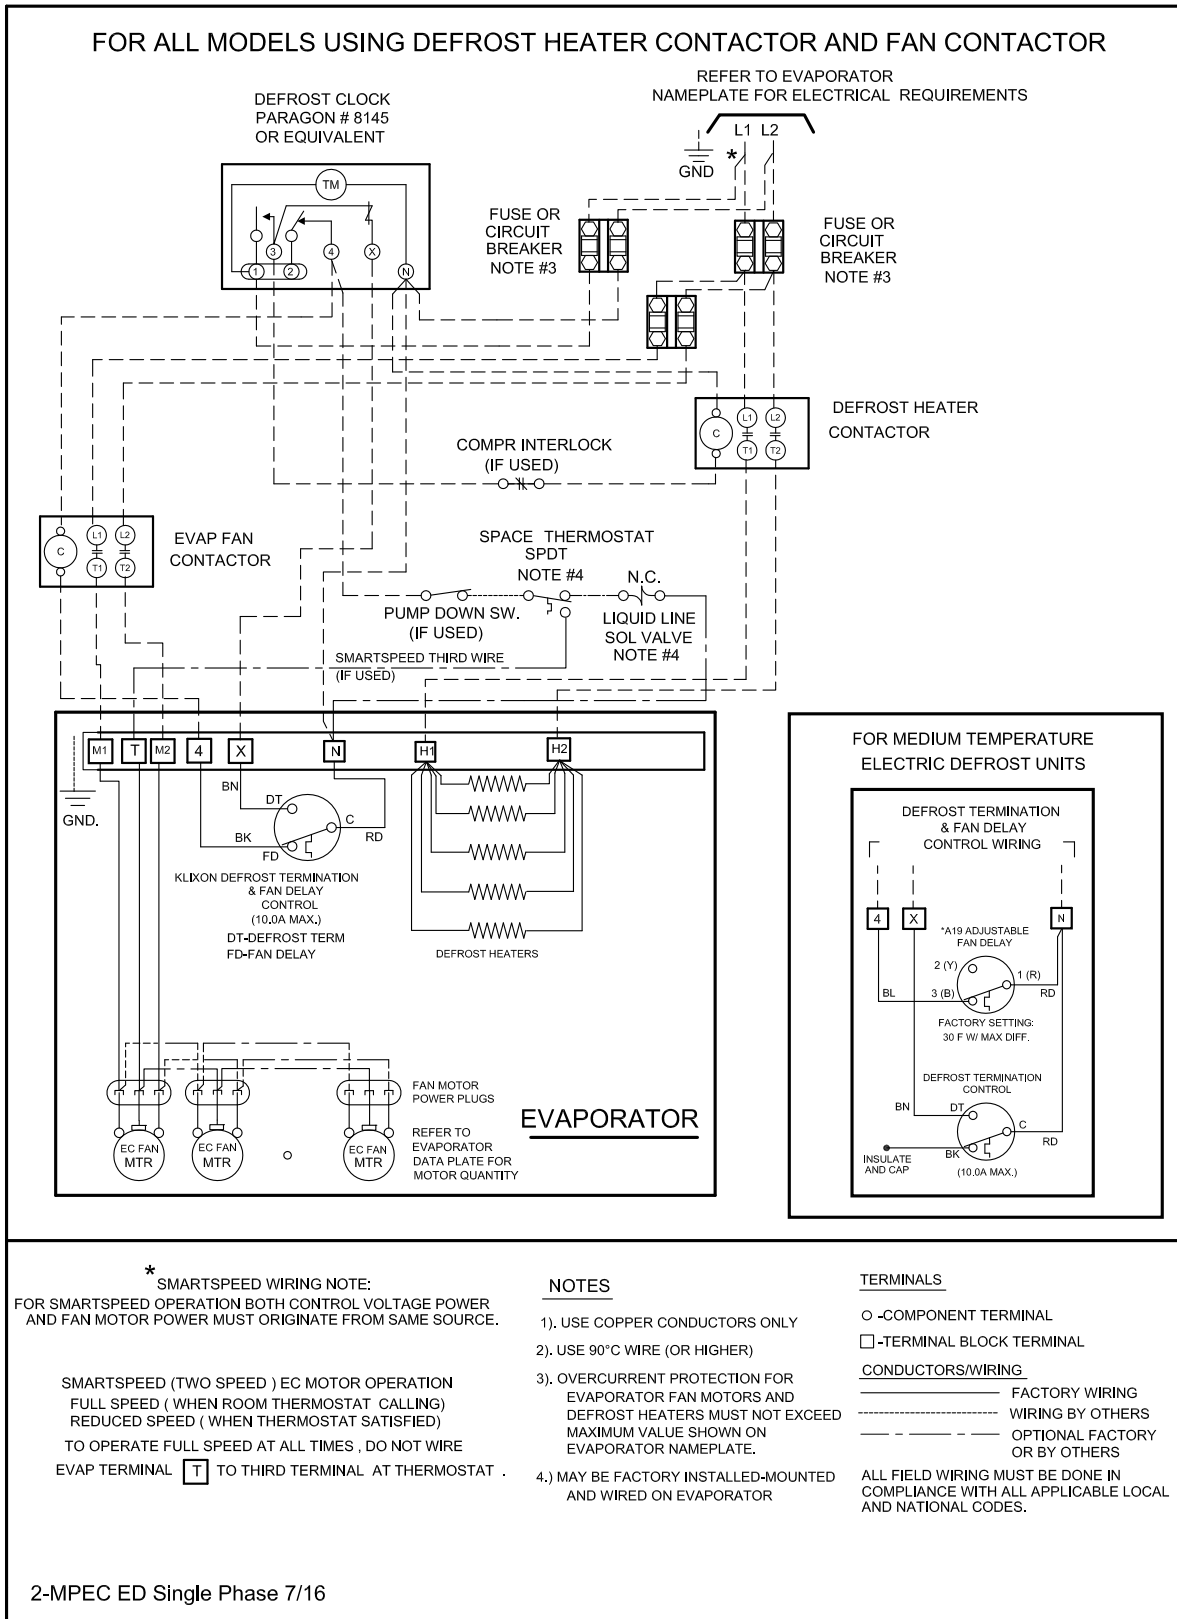 FOR ALL MODELS USING DEFROST HEATER CONTACTOR AND FAN CONTACTOR
REFER TO EVAPORATOR
NAMEPLATE FOR ELECTRICAL REQUIREMENTS
DEFROST CLOCK
PARAGON # 8145
OR EQUIVALENT
L1 L2
*
GND
TM
3
4
X
1
2
N
FUSE OR
CIRCUIT
BREAKER
NOTE #3
FUSE OR
CIRCUIT
BREAKER
NOTE #3
DEFROST HEATER
CONTACTOR
C
L1
L2
T1
T2
COMPR INTERLOCK
(IF USED)
EVAP FAN
CONTACTOR
C
L1
L2
T1
T2
SPACE THERMOSTAT
SPDT
NOTE #4
N.C.
PUMP DOWN SW.
(IF USED)
LIQUID LINE
SOL VALVE
NOTE #4
SMARTSPEED THIRD WIRE
(IF USED)
M1
T
M2
4
X
N
H1
H2
GND.
BN
DT
C
RD
BK
FD
KLIXON DEFROST TERMINATION
& FAN DELAY
CONTROL
(10.0A MAX.)
DT-DEFROST TERM
FD-FAN DELAY
DEFROST HEATERS
FAN MOTOR
POWER PLUGS
EVAPORATOR
EC FAN
MTR
EC FAN
MTR
EC FAN
MTR
REFER TO
EVAPORATOR
DATA PLATE FOR
MOTOR QUANTITY
FOR MEDIUM TEMPERATURE
ELECTRIC DEFROST UNITS
DEFROST TERMINATION
& FAN DELAY
CONTROL WIRING
4
X
N
*A19 ADJUSTABLE
FAN DELAY
2 (Y)
1 (R)
BL
3 (B)
RD
FACTORY SETTING:
30 F W/ MAX DIFF.
DEFROST TERMINATION
CONTROL
BN
DT
C
RD
BK
INSULATE
AND CAP
(10.0A MAX.)
* SMARTSPEED WIRING NOTE:
FOR SMARTSPEED OPERATION BOTH CONTROL VOLTAGE POWER
AND FAN MOTOR POWER MUST ORIGINATE FROM SAME SOURCE.
SMARTSPEED (TWO SPEED ) EC MOTOR OPERATION
FULL SPEED ( WHEN ROOM THERMOSTAT CALLING)
REDUCED SPEED ( WHEN THERMOSTAT SATISFIED)
TO OPERATE FULL SPEED AT ALL TIMES , DO NOT WIRE
EVAP TERMINAL T TO THIRD TERMINAL AT THERMOSTAT .
NOTES
1). USE COPPER CONDUCTORS ONLY
2). USE 90°C WIRE (OR HIGHER)
3). OVERCURRENT PROTECTION FOR
EVAPORATOR FAN MOTORS AND
DEFROST HEATERS MUST NOT EXCEED
MAXIMUM VALUE SHOWN ON
EVAPORATOR NAMEPLATE.
4.) MAY BE FACTORY INSTALLED-MOUNTED
AND WIRED ON EVAPORATOR
TERMINALS
-COMPONENT TERMINAL
-TERMINAL BLOCK TERMINAL
CONDUCTORS/WIRING
FACTORY WIRING
WIRING BY OTHERS
OPTIONAL FACTORY
OR BY OTHERS
ALL FIELD WIRING MUST BE DONE IN
COMPLIANCE WITH ALL APPLICABLE LOCAL
AND NATIONAL CODES.
2-MPEC ED Single Phase 7/16